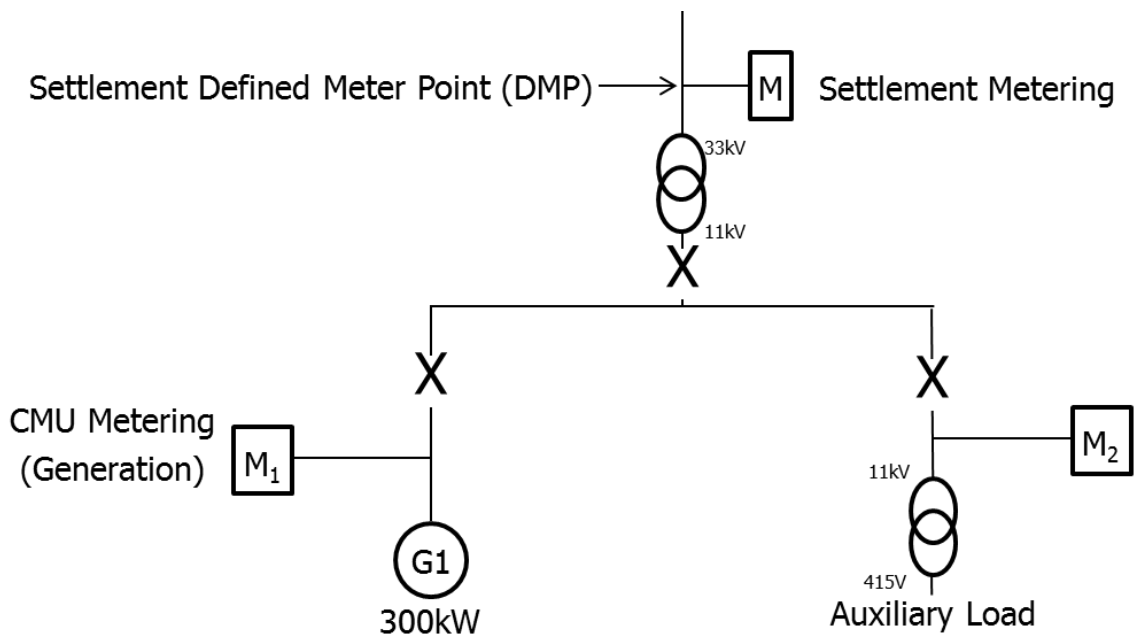 Settlement Defined Meter Point (DMP)
M
Settlement Metering
33kV
11kV
X
X
X
CMU Metering
(Generation)
M₁
M₂
11kV
G1
300kW
415V
Auxiliary Load